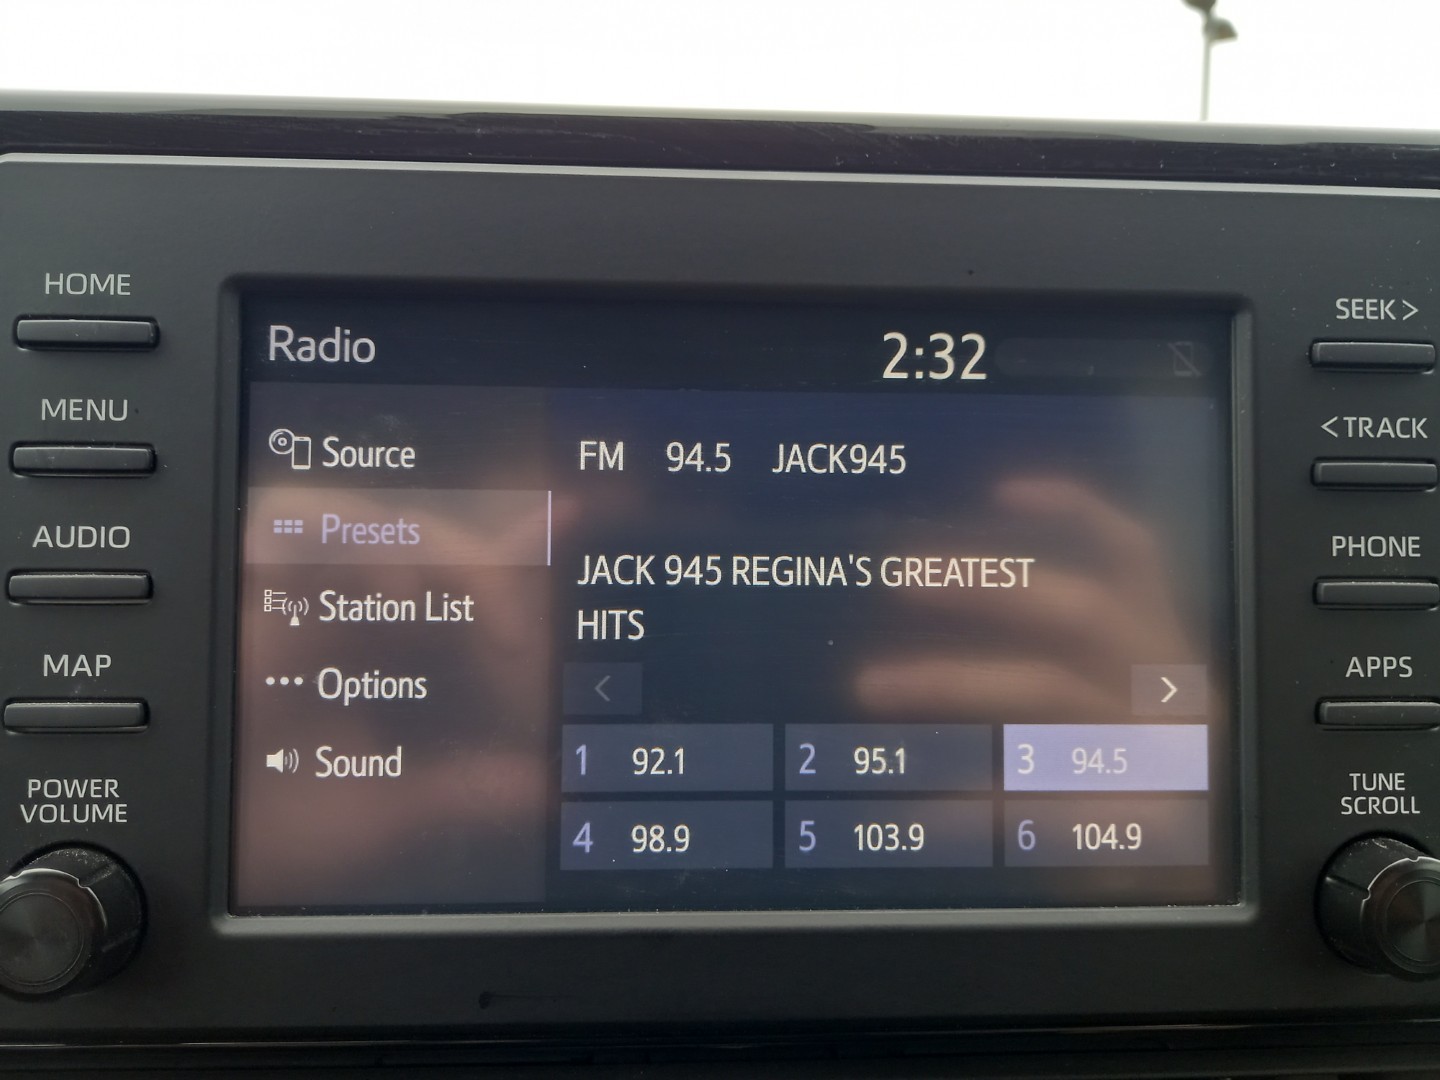 HOME
MENU
AUDIO
MAP
POWER
VOLUME
Radio
2:32
Source
Presets
Station List
Options
Sound
FM 94.5 JACK945
JACK 945 REGINA'S GREATEST
HITS
< >
1 92.1 2 95.1 3 94.5
4 98.9 5 103.9 6 104.9
SEEK >
< TRACK
PHONE
APPS
TUNE
SCROLL